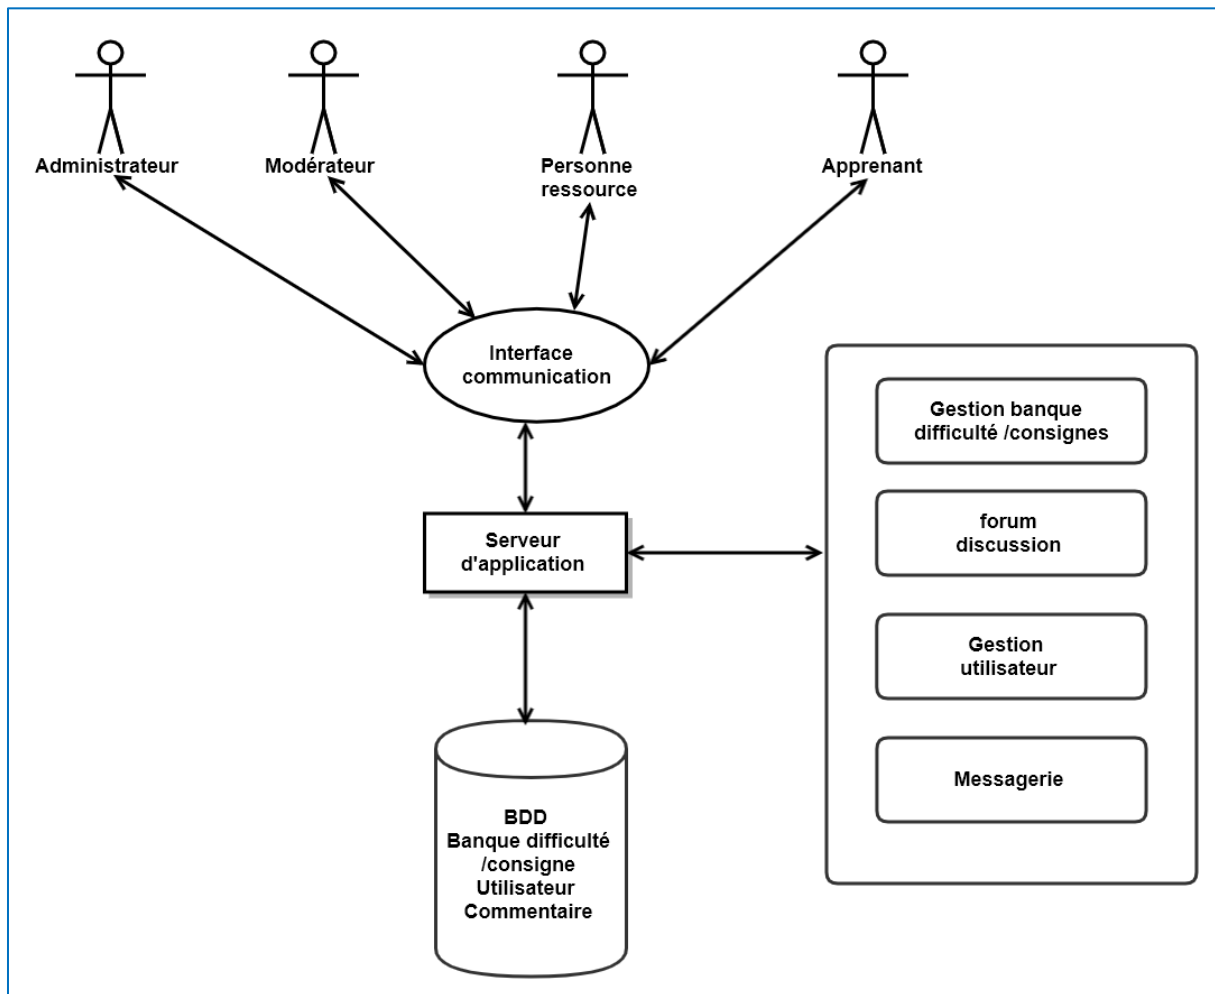 Administrateur
Modérateur
Personne
ressource
Apprenant
Interface
communication
Gestion banque
difficulté /consignes
forum
discussion
Serveur
d'application
Gestion
utilisateur
Messagerie
BDD
Banque difficulté
/consigne
Utilisateur
Commentaire